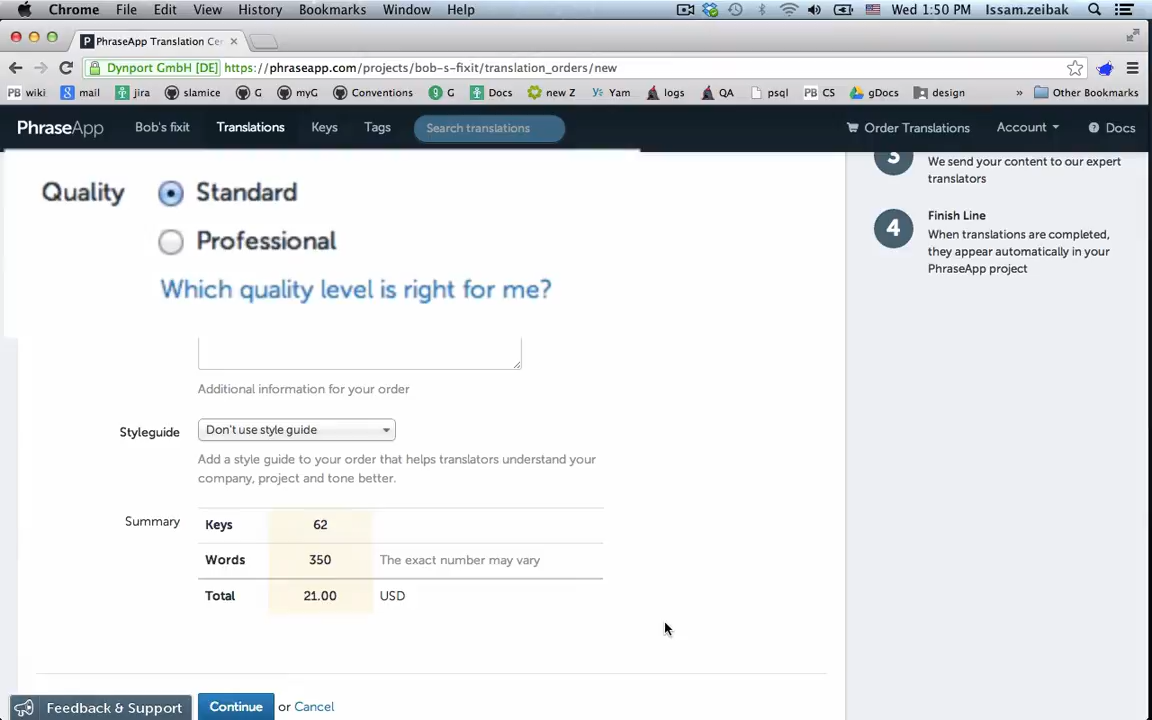 Chrome File Edit View History Bookmarks Window Help Wed 1:50 PM Issam.zeibak
P PhraseApp Translation Cer ×
Dynport GmbH [DE] https://phraseapp.com/projects/bob-s-fixit/translation_orders/new
PB wiki 8 mail jira slamice G myG Conventions G Docs new Z Ys Yam logs QA psql PB CS gDocs design » Other Bookmarks
PhraseApp Bob's fixit Translations Keys Tags Search translations Order Translations Account Docs
3
We send your content to our expert
translators
4 Finish Line
When translations are completed,
they appear automatically in your
PhraseApp project
Quality Standard
Professional
Which quality level is right for me?
Additional information for your order
Styleguide Don't use style guide
Add a style guide to your order that helps translators understand your
company, project and tone better.
Summary Keys 62
Words 350 The exact number may vary
Total 21.00 USD
Feedback & Support Continue or Cancel